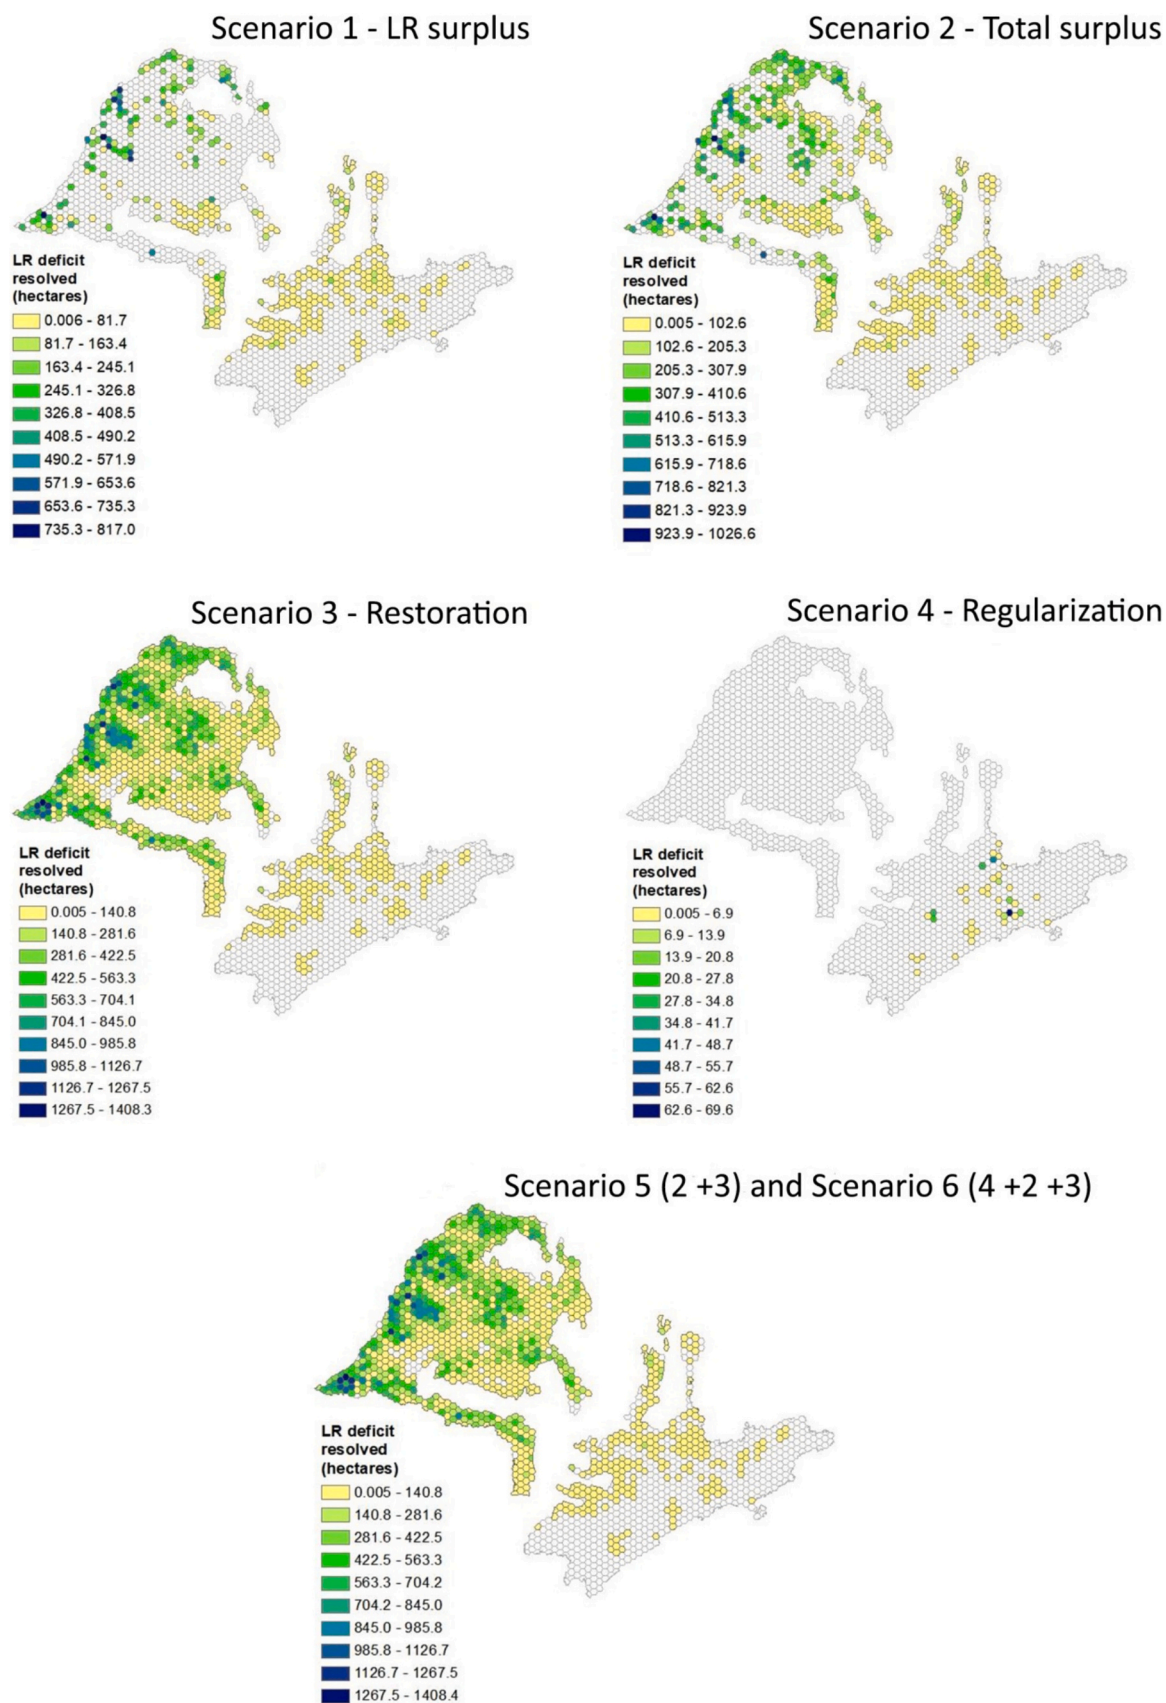 Scenario 1 - LR surplus
LR deficit
resolved
(hectares)
0.006 - 81.7
81.7 - 163.4
163.4 - 245.1
245.1 - 326.8
326.8 - 408.5
408.5 - 490.2
490.2 - 571.9
571.9 - 653.6
653.6 - 735.3
735.3 - 817.0
Scenario 2 - Total surplus
LR deficit
resolved
(hectares)
0.005 - 102.6
102.6 - 205.3
205.3 - 307.9
307.9 - 410.6
410.6 - 513.3
513.3 - 615.9
615.9 - 718.6
718.6 - 821.3
821.3 - 923.9
923.9 - 1026.6
Scenario 3 - Restoration
LR deficit
resolved
(hectares)
0.005 - 140.8
140.8 - 281.6
281.6 - 422.5
422.5 - 563.3
563.3 - 704.1
704.1 - 845.0
845.0 - 985.8
985.8 - 1126.7
1126.7 - 1267.5
1267.5 - 1408.3
Scenario 4 - Regularization
LR deficit
resolved
(hectares)
0.005 - 6.9
6.9 - 13.9
13.9 - 20.8
20.8 - 27.8
27.8 - 34.8
34.8 - 41.7
41.7 - 48.7
48.7 - 55.7
55.7 - 62.6
62.6 - 69.6
Scenario 5 (2 +3) and Scenario 6 (4 +2 +3)
LR deficit
resolved
(hectares)
0.005 - 140.8
140.8 - 281.6
281.6 - 422.5
422.5 - 563.3
563.3 - 704.2
704.2 - 845.0
845.0 - 985.8
985.8 - 1126.7
1126.7 - 1267.5
1267.5 - 1408.4